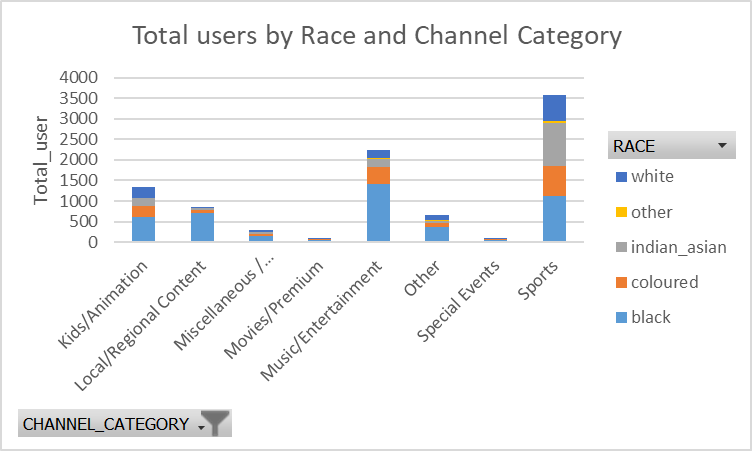 Total users by Race and Channel Category
Total_user
4000
3500
3000
2500
2000
1500
1000
500
0
Kids/Animation
Local/Regional Content
Miscellaneous /...
Movies/Premium
Music/Entertainment
Other
Special Events
Sports
RACE
white
other
indian_asian
coloured
black
CHANNEL_CATEGORY